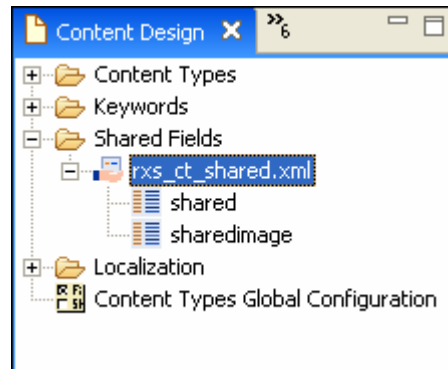 Content Design
»6
Content Types
Keywords
Shared Fields
rxs_ct_shared.xml
shared
sharedimage
Localization
Content Types Global Configuration